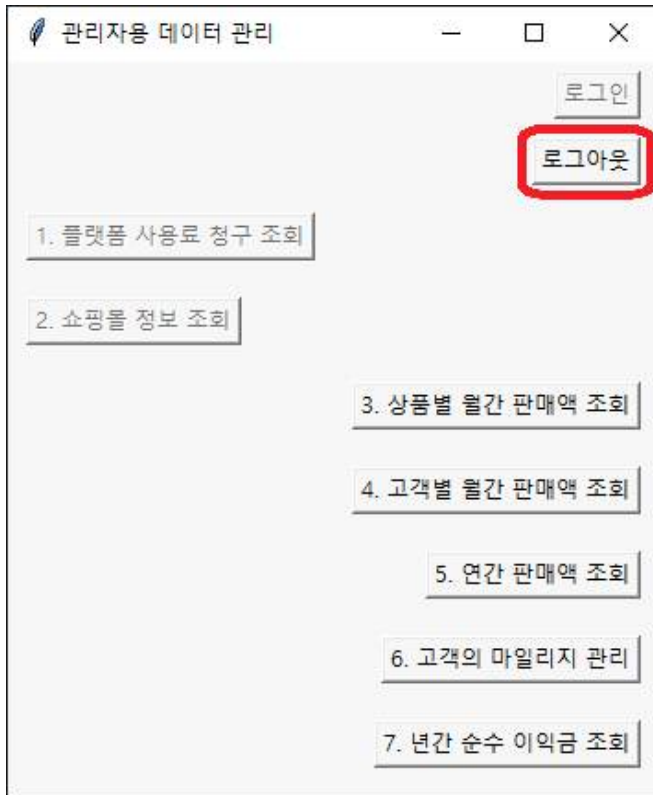 관리자용 데이터 관리
로그인
로그아웃
1. 플랫폼 사용료 청구 조회
2. 쇼핑몰 정보 조회
3. 상품별 월간 판매액 조회
4. 고객별 월간 판매액 조회
5. 연간 판매액 조회
6. 고객의 마일리지 관리
7. 년간 순수 이익금 조회